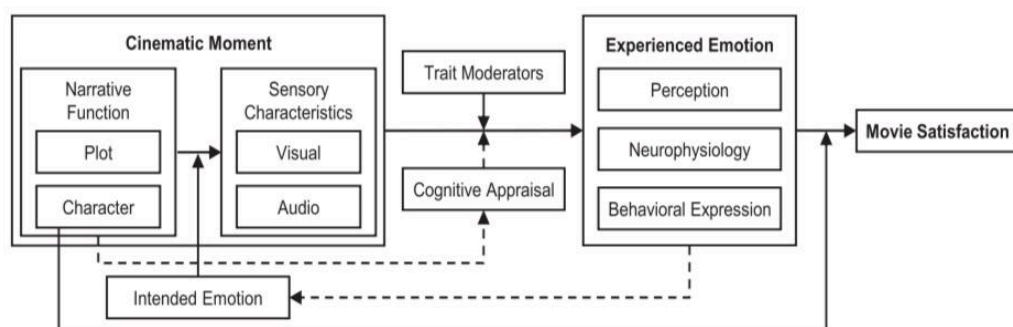 Cinematic Moment
Narrative
Function
Plot
Character
Sensory
Characteristics
Visual
Audio
Intended Emotion
Trait Moderators
Cognitive Appraisal
Experienced Emotion
Perception
Neurophysiology
Behavioral Expression
Movie Satisfaction